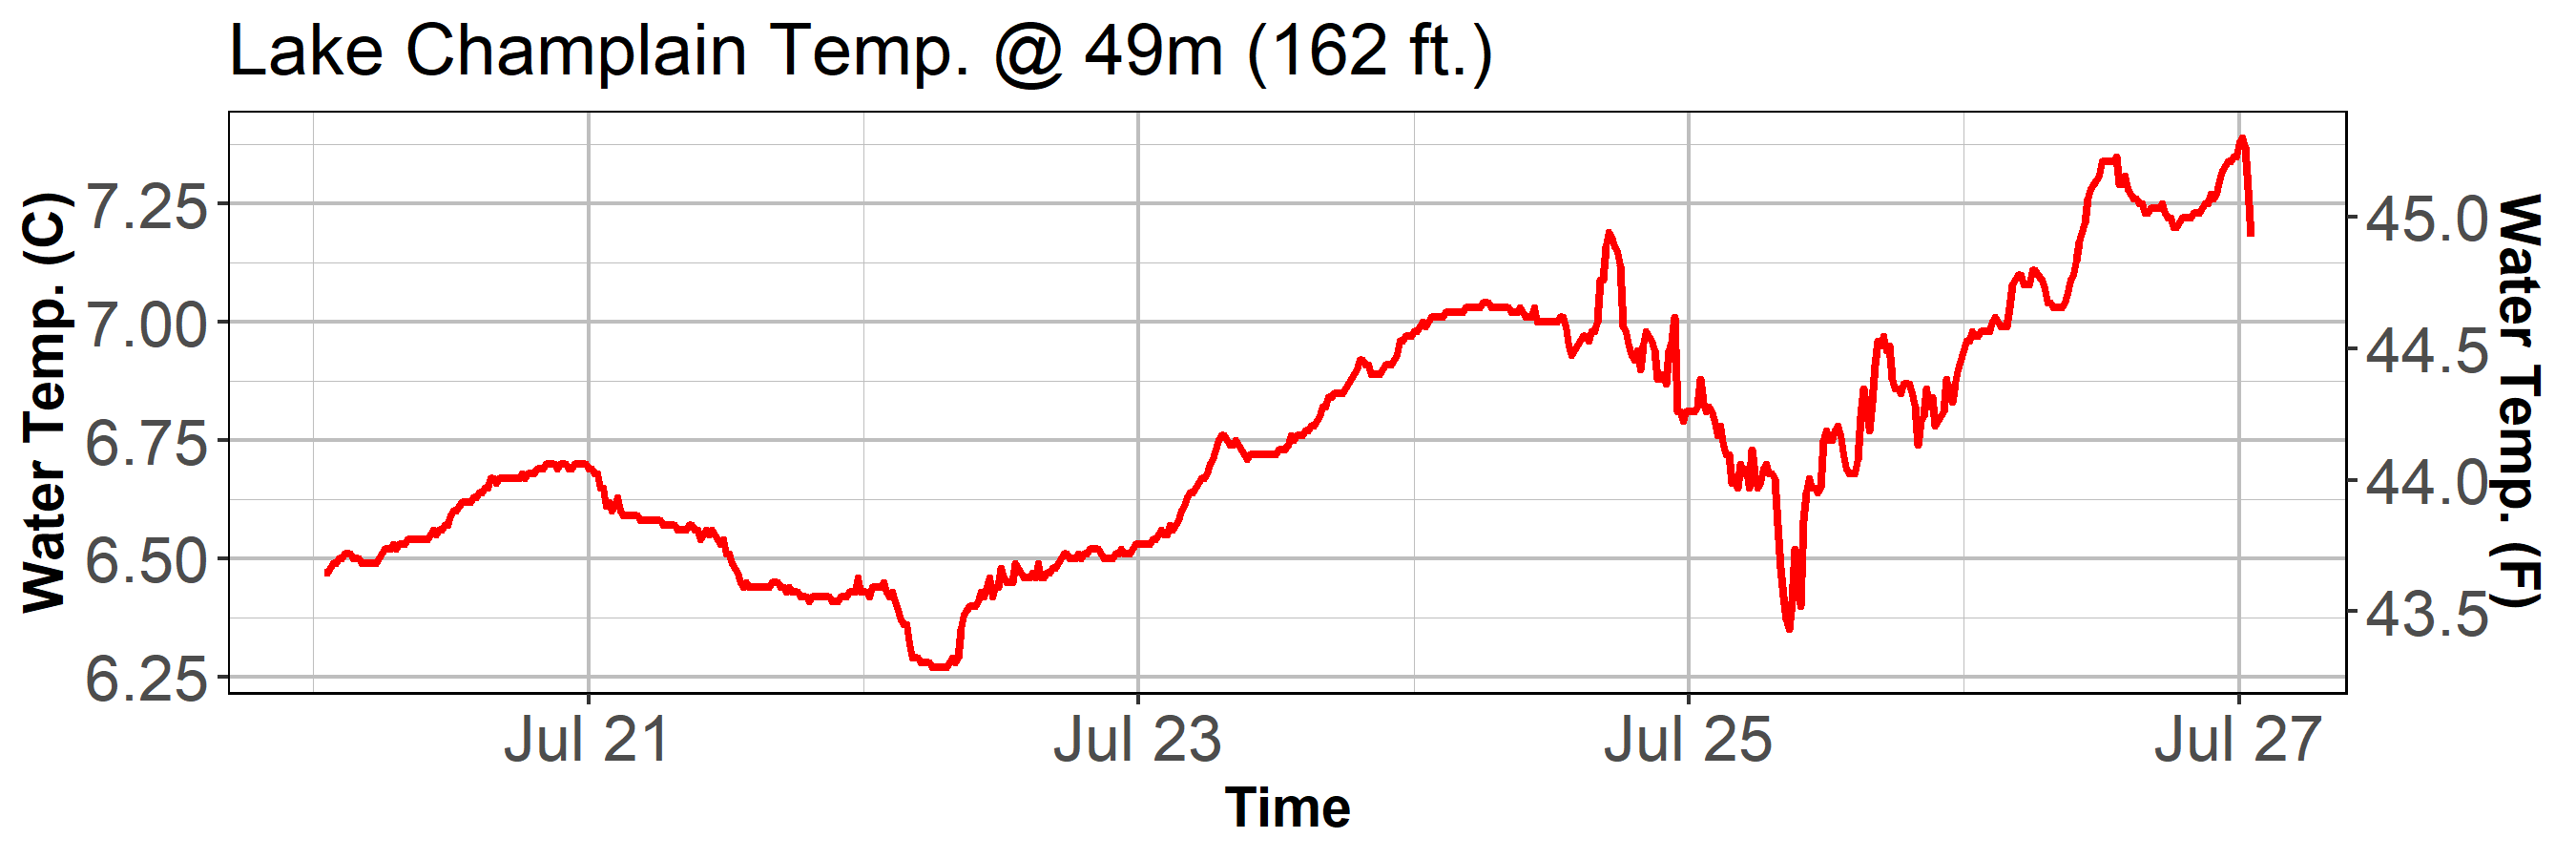 Lake Champlain Temp. @ 49m (162 ft.)
Water Temp. (C)
7.25
7.00
6.75
6.50
6.25
45.0
44.5
44.0
43.5
Water Temp. (F)
Jul 21
Jul 23
Jul 25
Jul 27
Time